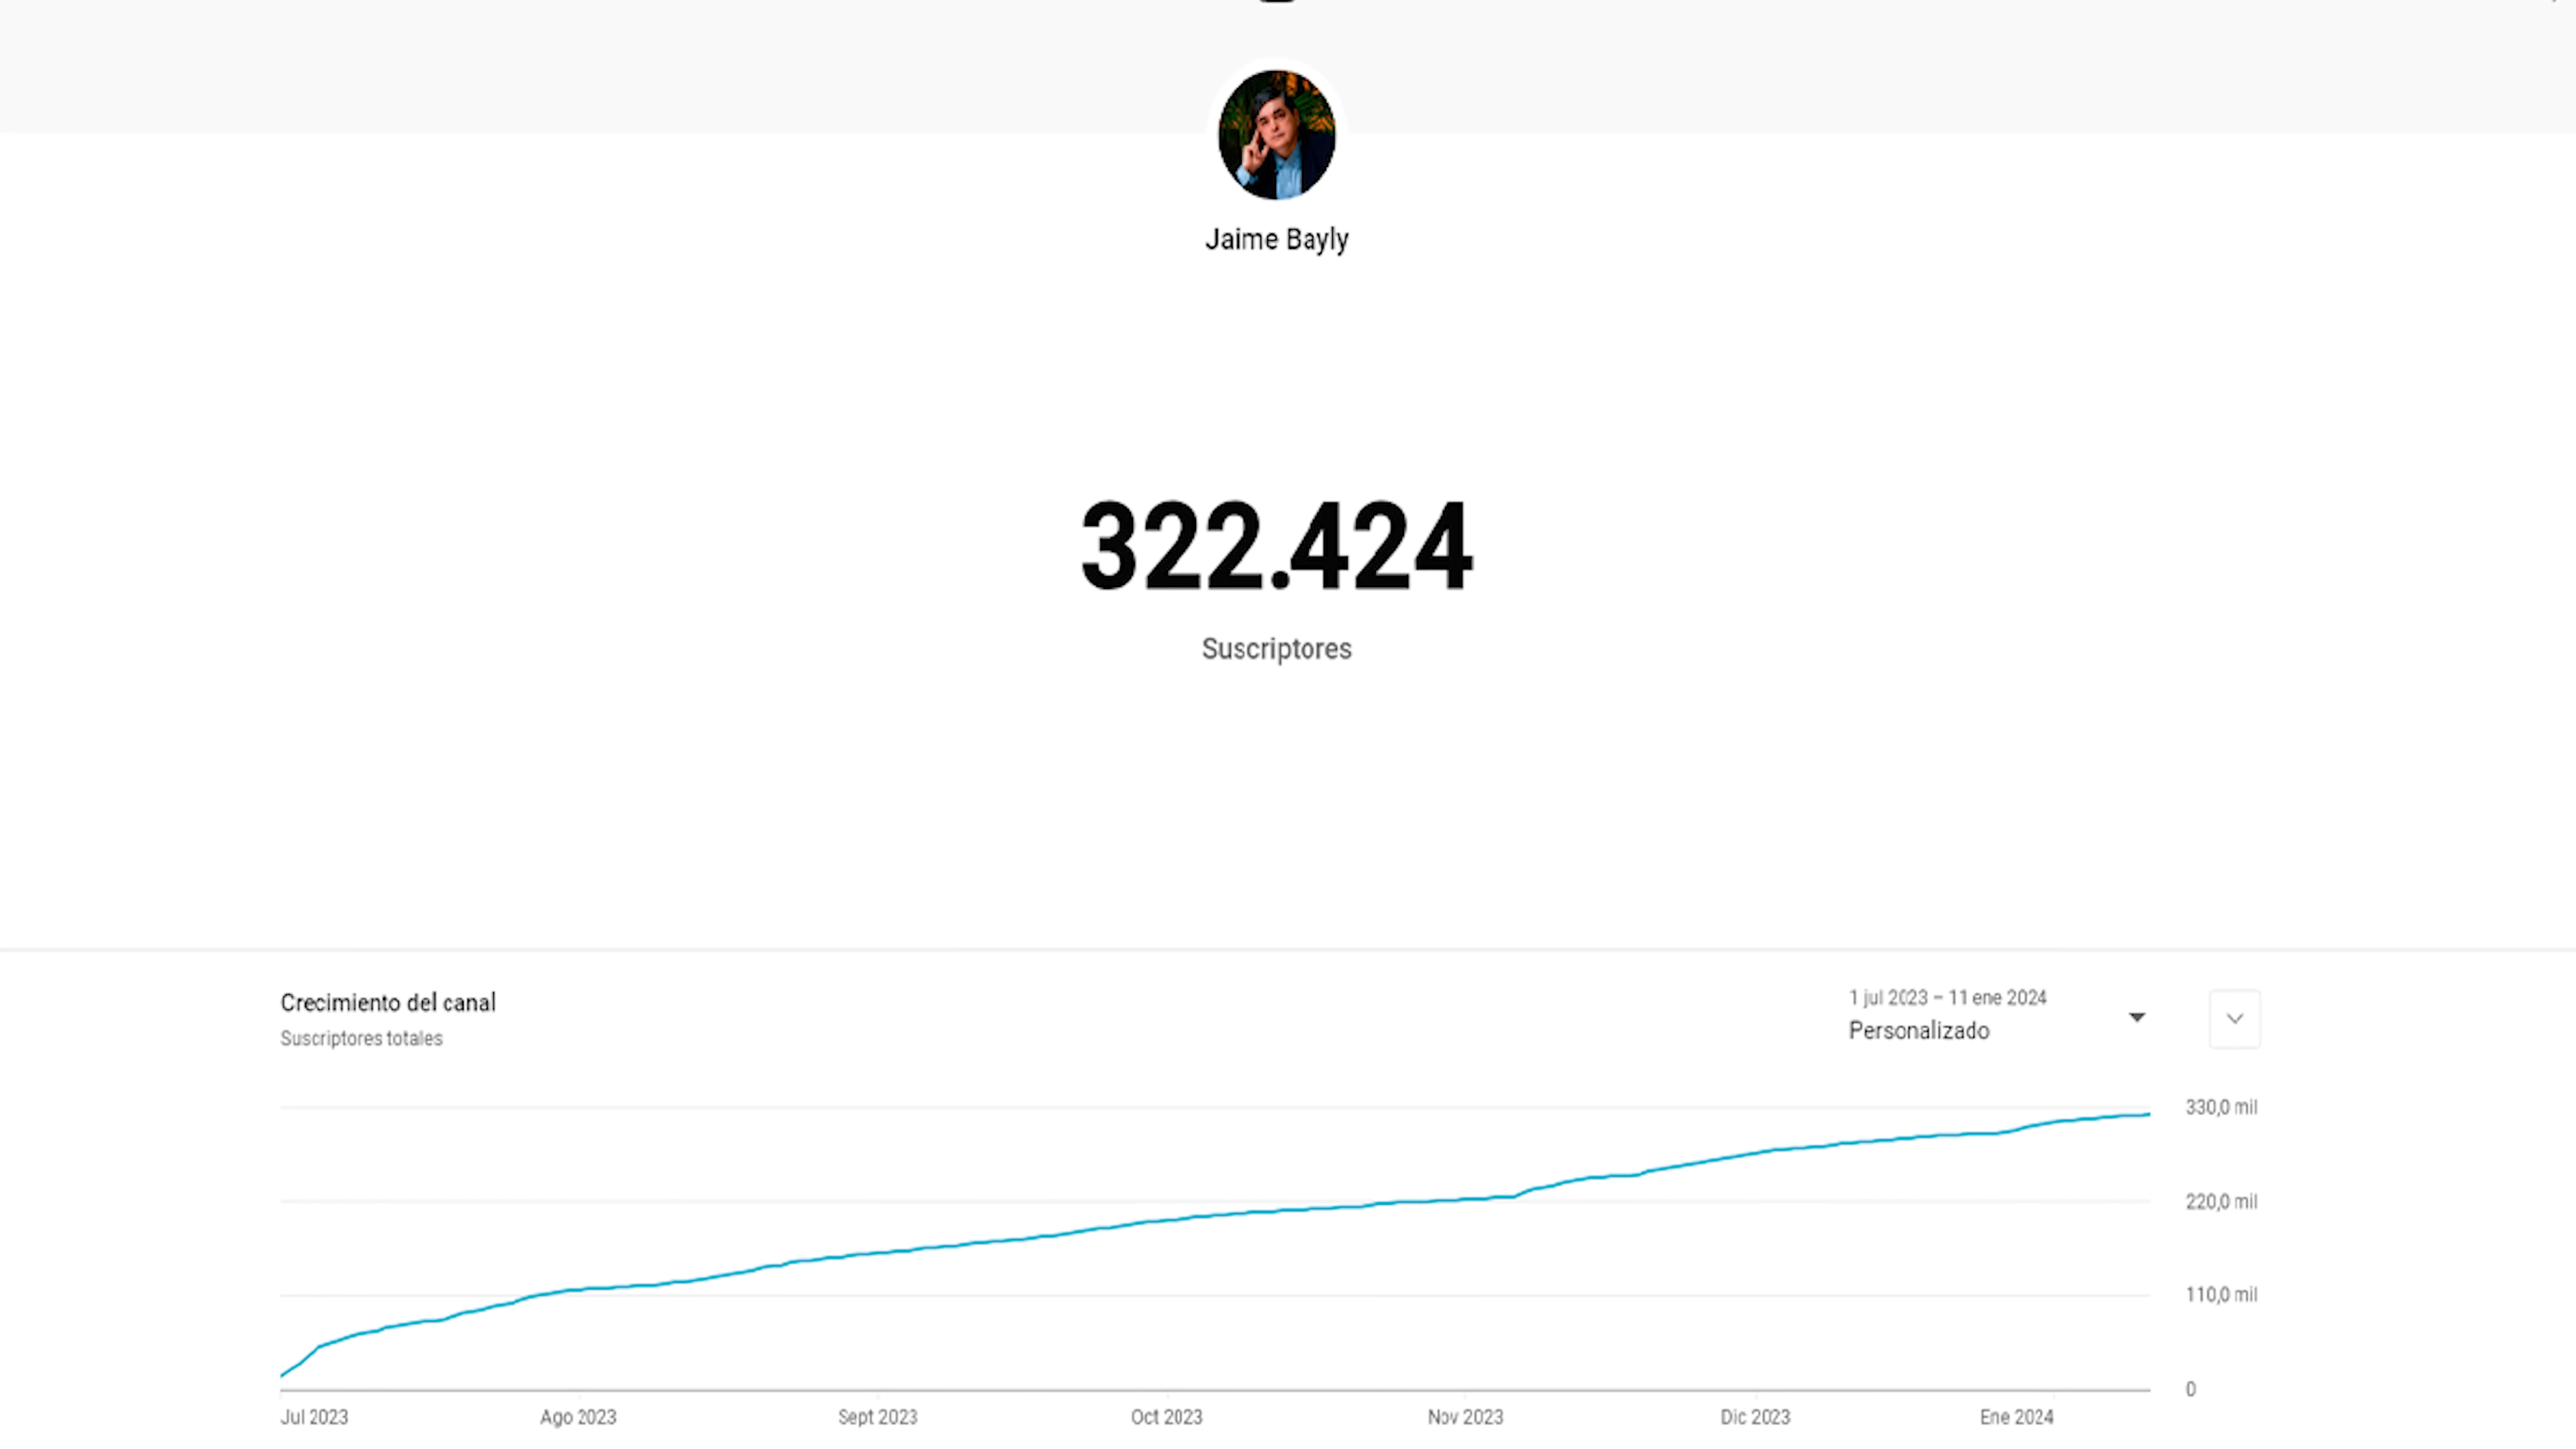 Jaime Bayly
322.424
Suscriptores
Crecimiento del canal
Suscriptores totales
1 jul 2023 – 11 ene 2024
Personalizado
330,0 mil
220,0 mil
110,0 mil
0
Jul 2023 Ago 2023 Sept 2023 Oct 2023 Nov 2023 Dic 2023 Ene 2024